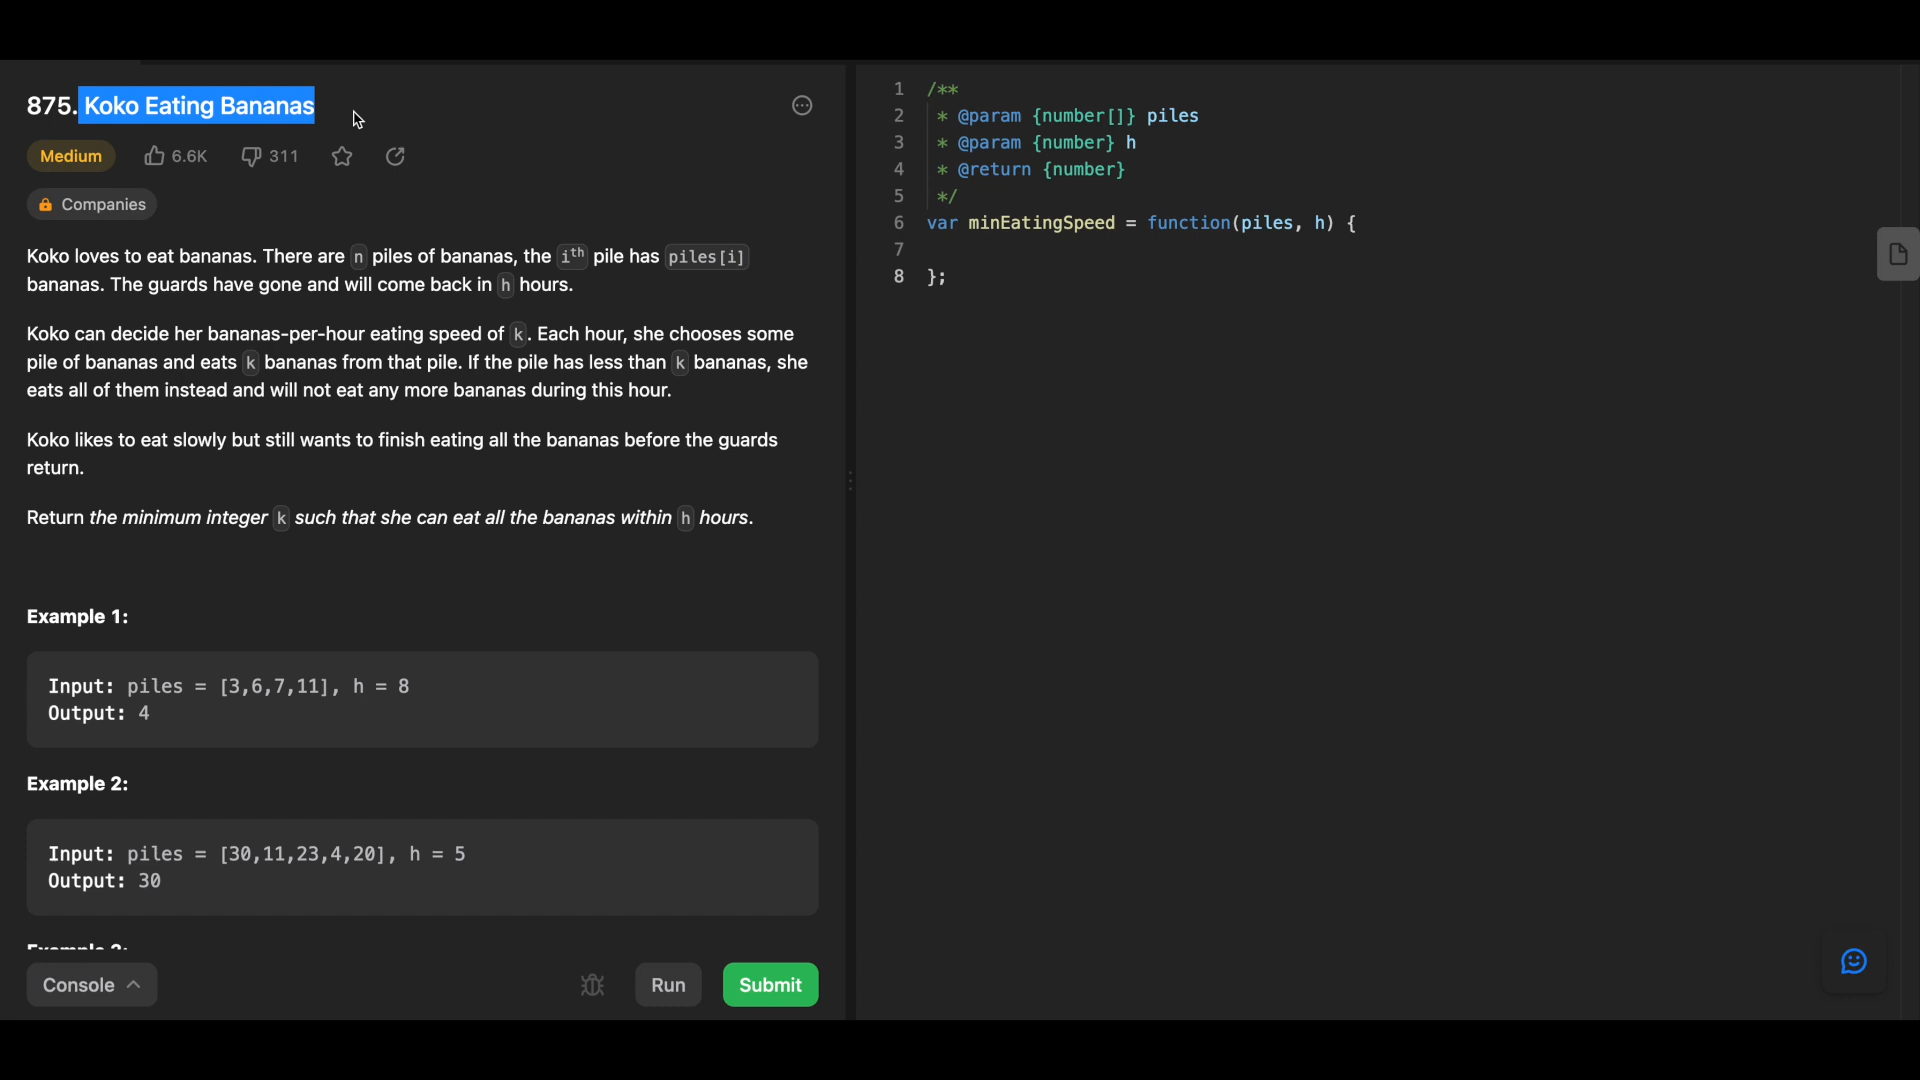 875. Koko Eating Bananas
Medium 6.6K 311
Companies
Koko loves to eat bananas. There are n piles of bananas, the ith pile has piles[i]
bananas. The guards have gone and will come back in h hours.
Koko can decide her bananas-per-hour eating speed of k. Each hour, she chooses some
pile of bananas and eats k bananas from that pile. If the pile has less than k bananas, she
eats all of them instead and will not eat any more bananas during this hour.
Koko likes to eat slowly but still wants to finish eating all the bananas before the guards
return.
Return the minimum integer k such that she can eat all the bananas within h hours.
Example 1:
Input: piles = [3,6,7,11], h = 8
Output: 4
Example 2:
Input: piles = [30,11,23,4,20], h = 5
Output: 30
Example 3:
Console Run Submit
1 /**
2 * @param {number[]} piles
3 * @param {number} h
4 * @return {number}
5 */
6 var minEatingSpeed = function(piles, h) {
7
8 };